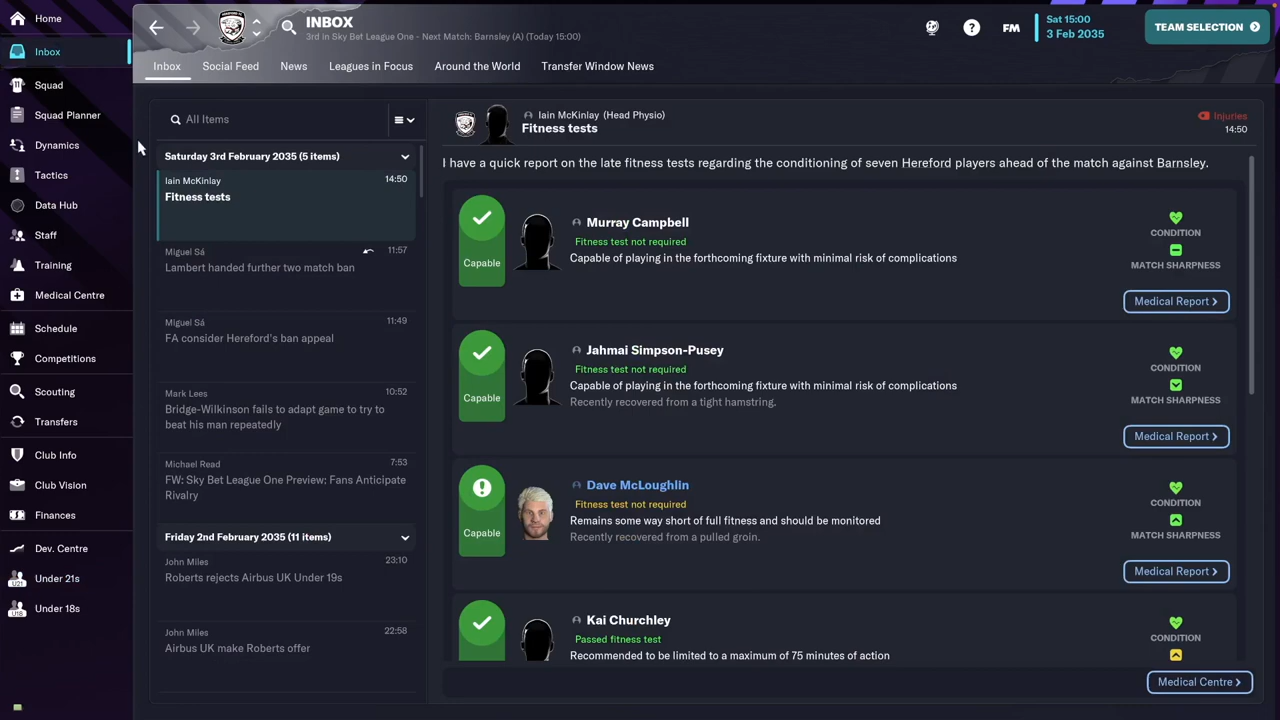 Home
Inbox
Squad
Squad Planner
Dynamics
Tactics
Data Hub
Staff
Training
Medical Centre
Schedule
Competitions
Scouting
Transfers
Club Info
Club Vision
Finances
Dev. Centre
Under 21s
U21
Under 18s
U18
INBOX
3rd in Sky Bet League One - Next Match: Barnsley (A) (Today 15:00)
FM
Sat 15:00
3 Feb 2035
TEAM SELECTION
Inbox
Social Feed
News
Leagues in Focus
Around the World
Transfer Window News
All Items
Saturday 3rd February 2035 (5 items)
Iain McKinlay 14:50
Fitness tests
Miguel Sá 11:57
Lambert handed further two match ban
Miguel Sá 11:49
FA consider Hereford's ban appeal
Mark Lees 10:52
Bridge-Wilkinson fails to adapt game to try to
beat his man repeatedly
Michael Read 7:53
FW: Sky Bet League One Preview: Fans Anticipate
Rivalry
Friday 2nd February 2035 (11 items)
John Miles 23:10
Roberts rejects Airbus UK Under 19s
John Miles 22:58
Airbus UK make Roberts offer
Iain McKinlay (Head Physio)
Fitness tests
Injuries
14:50
I have a quick report on the late fitness tests regarding the conditioning of seven Hereford players ahead of the match against Barnsley.
Capable
Murray Campbell
Fitness test not required
Capable of playing in the forthcoming fixture with minimal risk of complications
CONDITION
MATCH SHARPNESS
Medical Report
Capable
Jahmai Simpson-Pusey
Fitness test not required
Capable of playing in the forthcoming fixture with minimal risk of complications
Recently recovered from a tight hamstring.
CONDITION
MATCH SHARPNESS
Medical Report
Capable
Dave McLoughlin
Fitness test not required
Remains some way short of full fitness and should be monitored
Recently recovered from a pulled groin.
CONDITION
MATCH SHARPNESS
Medical Report
Kai Churchley
Passed fitness test
Recommended to be limited to a maximum of 75 minutes of action
CONDITION
Medical Centre